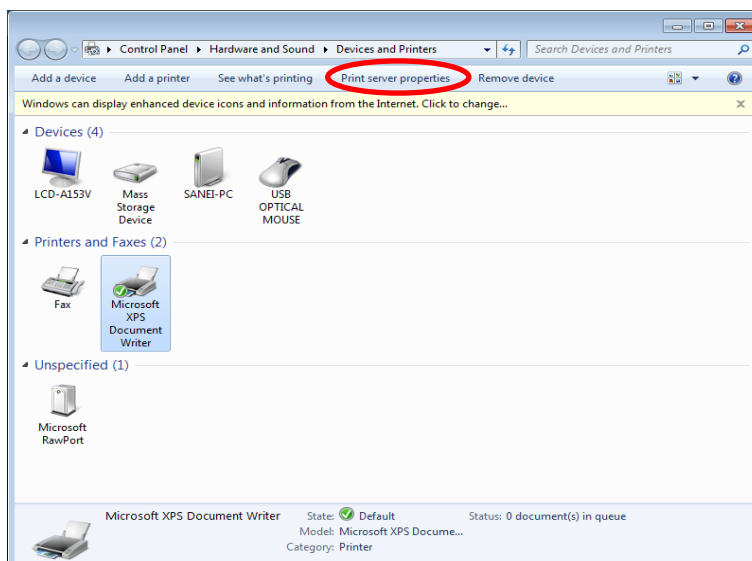 Control Panel Hardware and Sound Devices and Printers Search Devices and Printers
Add a device Add a printer See what's printing Print server properties Remove device
Windows can display enhanced device icons and information from the Internet. Click to change...
Devices (4)
LCD-A153V
Mass
Storage
Device
SANEI-PC
USB
OPTICAL
MOUSE
Printers and Faxes (2)
Fax
Microsoft
XPS
Document
Writer
Unspecified (1)
Microsoft
RawPort
Microsoft XPS Document Writer State: Default Status: 0 document(s) in queue
Model: Microsoft XPS Docume...
Category: Printer